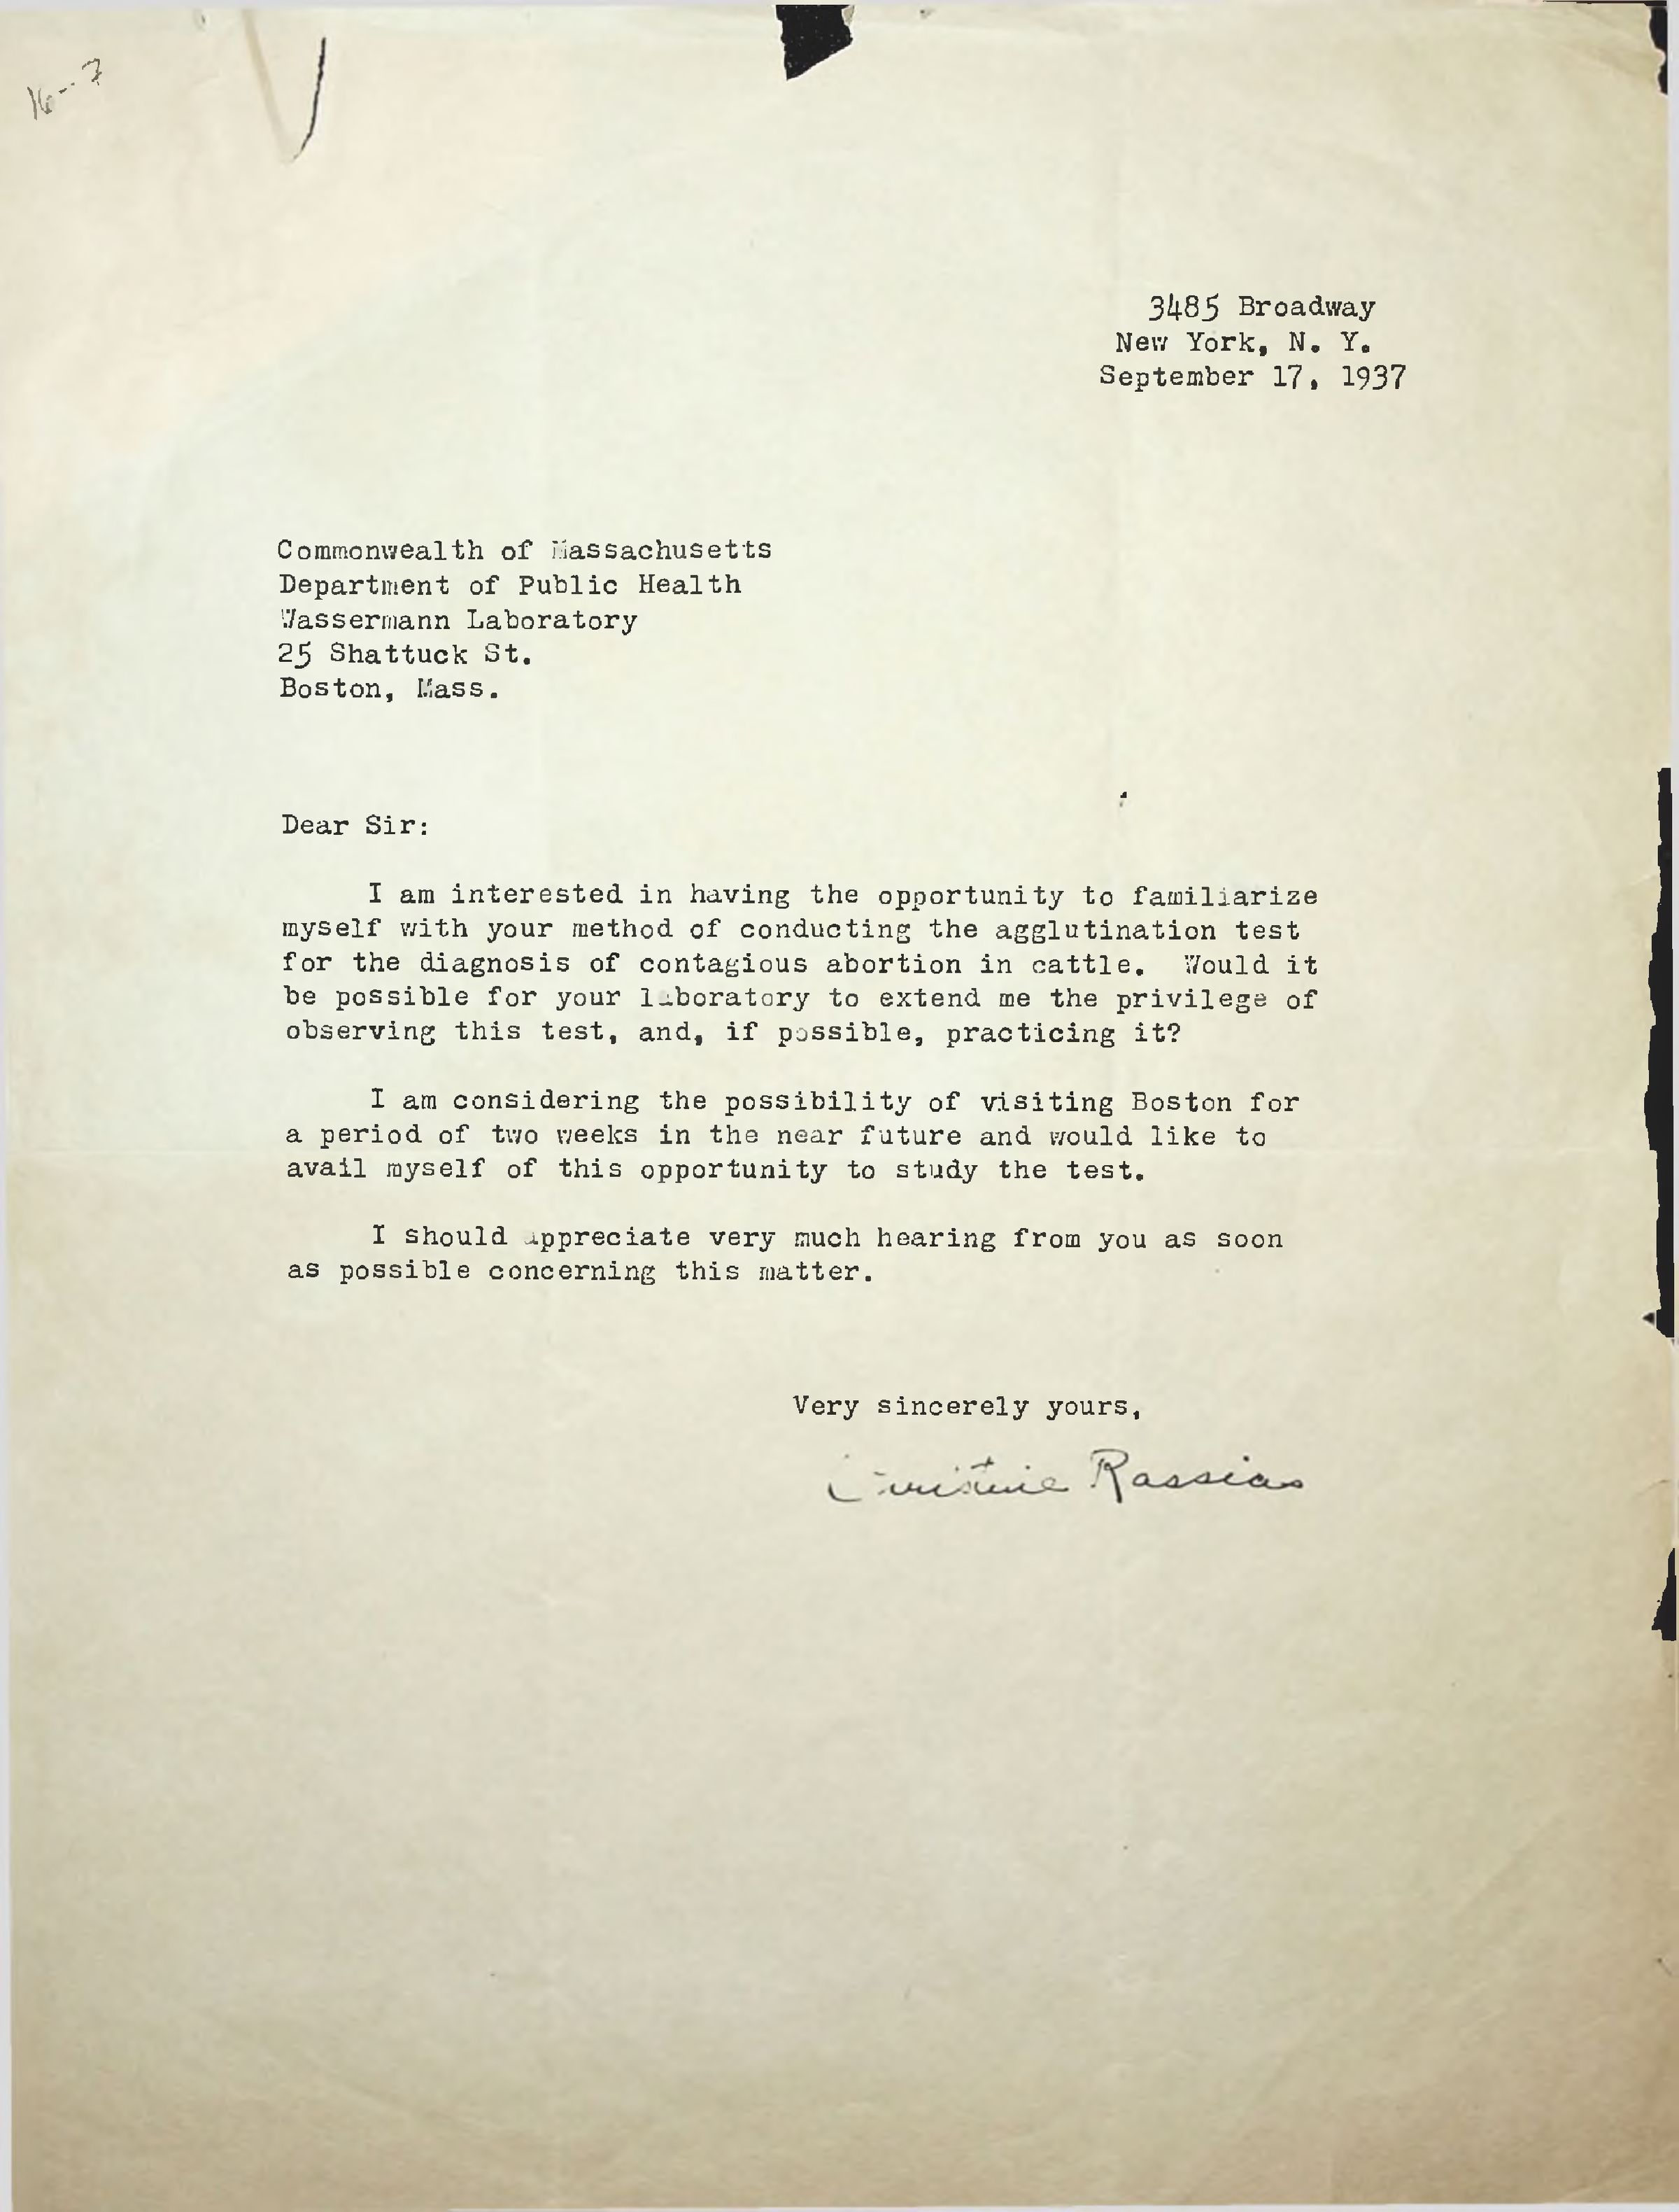 16--7
3485 Broadway
New York, N. Y.
September 17, 1937
Commonwealth of Massachusetts
Department of Public Health
Wassermann Laboratory
25 Shattuck St.
Boston, Mass.
Dear Sir:
I am interested in having the opportunity to familiarize
myself with your method of conducting the agglutination test
for the diagnosis of contagious abortion in cattle. Would it
be possible for your laboratory to extend me the privilege of
observing this test, and, if possible, practicing it?
I am considering the possibility of visiting Boston for
a period of two weeks in the near future and would like to
avail myself of this opportunity to study the test.
I should appreciate very much hearing from you as soon
as possible concerning this matter.
Very sincerely yours,
Christine Rassias